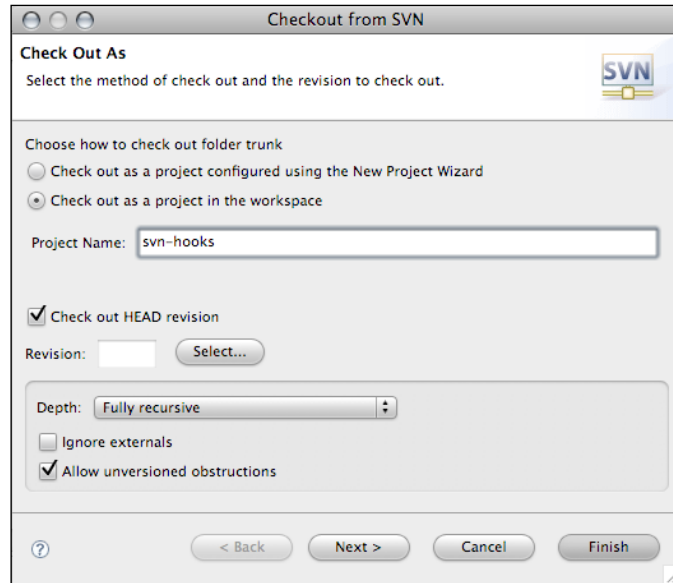 Checkout from SVN
Check Out As
Select the method of check out and the revision to check out.
SVN
Choose how to check out folder trunk
Check out as a project configured using the New Project Wizard
Check out as a project in the workspace
Project Name: svn-hooks
Check out HEAD revision
Revision: Select...
Depth: Fully recursive
Ignore externals
Allow unversioned obstructions
? < Back Next > Cancel Finish